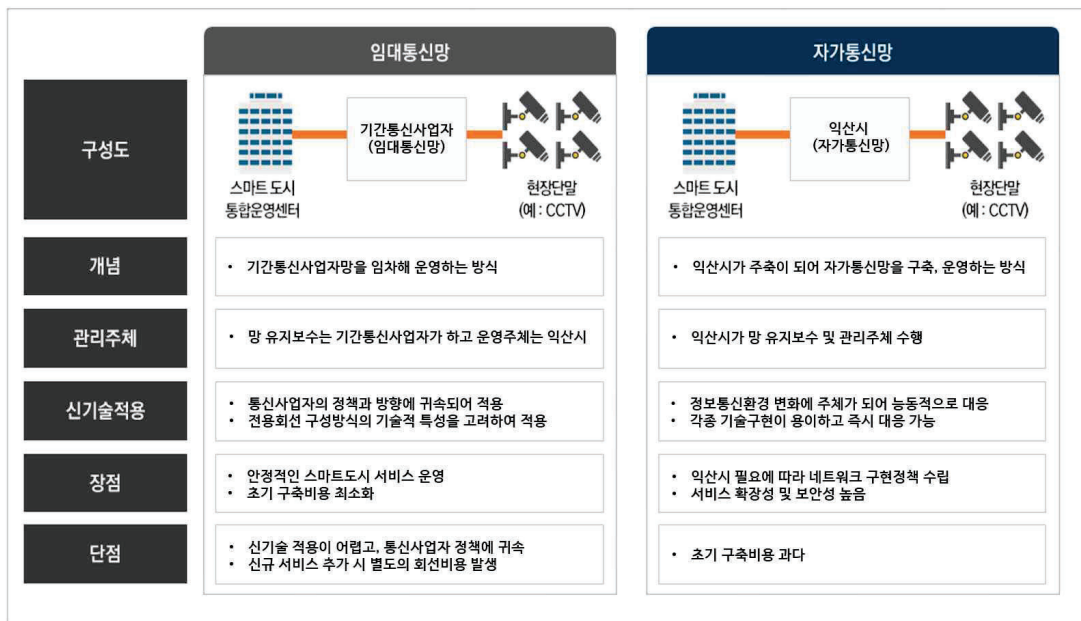 임대통신망
자가통신망
구성도
기간통신사업자
(임대통신망)
스마트 도시
통합운영센터
현장단말
(예 : CCTV)
익산시
(자가통신망)
스마트 도시
통합운영센터
현장단말
(예 : CCTV)
개념
• 기간통신사업자망을 임차해 운영하는 방식
• 익산시가 주축이 되어 자가통신망을 구축, 운영하는 방식
관리주체
• 망 유지보수는 기간통신사업자가 하고 운영주체는 익산시
• 익산시가 망 유지보수 및 관리주체 수행
신기술적용
• 통신사업자의 정책과 방향에 귀속되어 적용
• 전용회선 구성방식의 기술적 특성을 고려하여 적용
• 정보통신환경 변화에 주체가 되어 능동적으로 대응
• 각종 기술구현이 용이하고 즉시 대응 가능
장점
• 안정적인 스마트도시 서비스 운영
• 초기 구축비용 최소화
• 익산시 필요에 따라 네트워크 구현정책 수립
• 서비스 확장성 및 보안성 높음
단점
• 신기술 적용이 어렵고, 통신사업자 정책에 귀속
• 신규 서비스 추가 시 별도의 회선비용 발생
• 초기 구축비용 과다